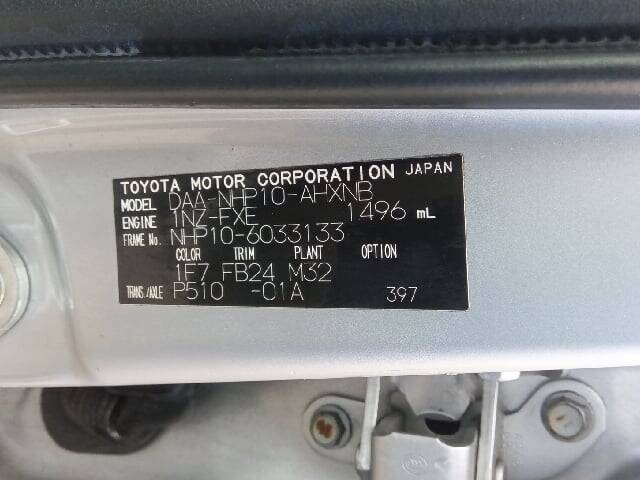 TOYOTA MOTOR CORPORATION JAPAN
MODEL DAA-NHP10-AHXNB
ENGINE 1NZ-FXE 1496 mL
FRAME No. NHP10-6033133
COLOR TRIM PLANT OPTION
1F7 FB24 M32
TRANS./AXLE P510 -01A 397